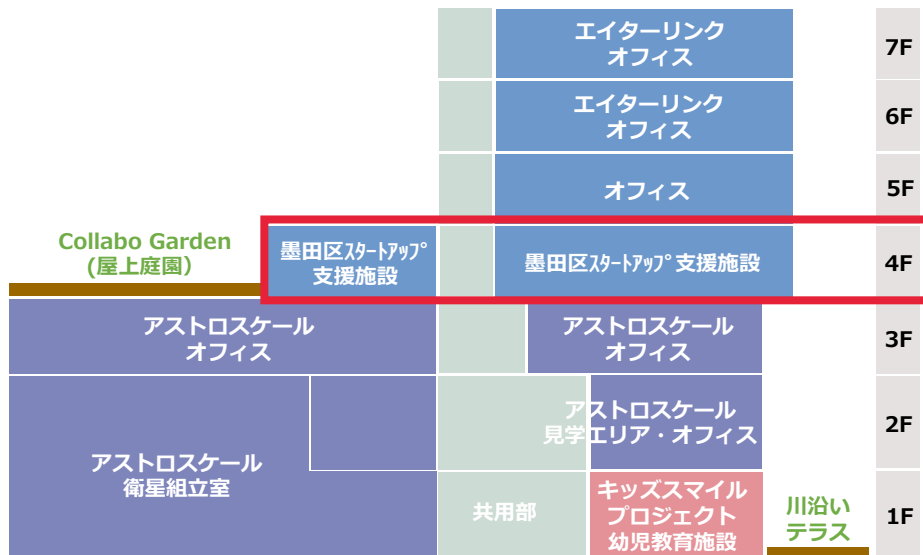 エイターリンク
オフィス
7F
エイターリンク
オフィス
6F
オフィス
5F
Collabo Garden
(屋上庭園)
墨田区ｽﾀｰﾄｱｯﾌﾟ
支援施設
墨田区ｽﾀｰﾄｱｯﾌﾟ支援施設
4F
アストロスケール
オフィス
アストロスケール
オフィス
3F
アストロスケール
見学エリア・オフィス
2F
アストロスケール
衛星組立室
共用部
キッズスマイル
プロジェクト
幼児教育施設
川沿い
テラス
1F